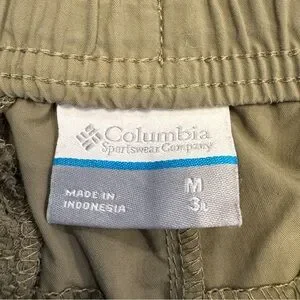 Columbia
Sportswear Company
M
MADE IN
INDONESIA
3L